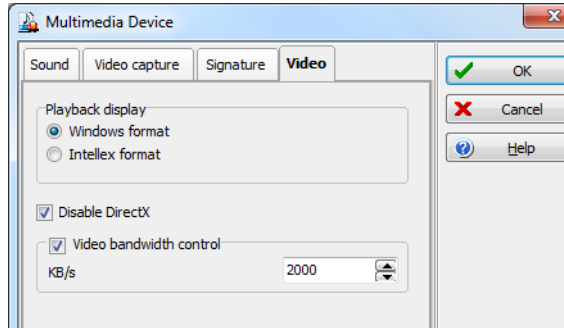 Multimedia Device
Sound Video capture Signature Video
OK
Cancel
Help
Playback display
Windows format
Intellex format
Disable DirectX
Video bandwidth control
KB/s 2000